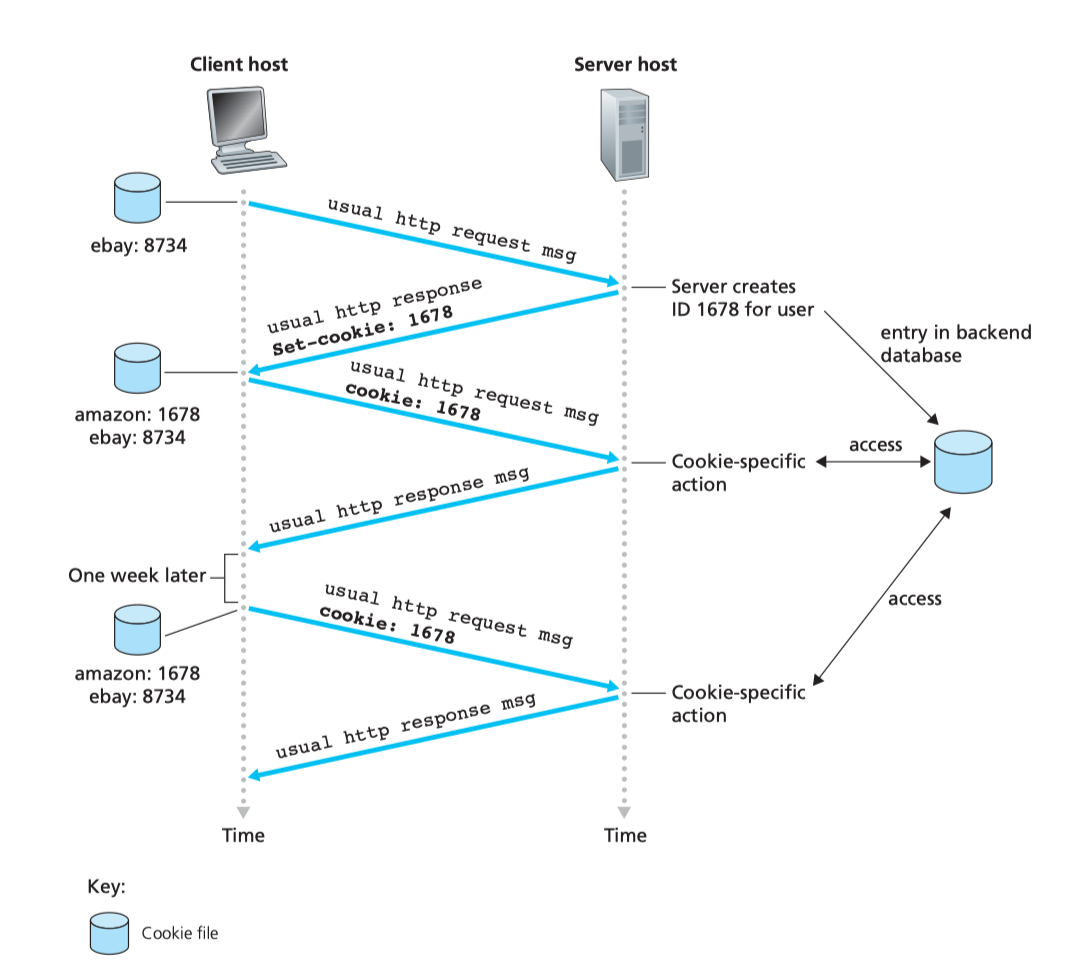 Client host
Server host
usual http request msg
ebay: 8734
Server creates
ID 1678 for user
usual http response
Set-cookie: 1678
entry in backend
database
usual http request msg
cookie: 1678
amazon: 1678
ebay: 8734
access
Cookie-specific
action
usual http response msg
One week later
usual http request msg
cookie: 1678
access
amazon: 1678
ebay: 8734
Cookie-specific
action
usual http response msg
Time
Time
Key:
Cookie file